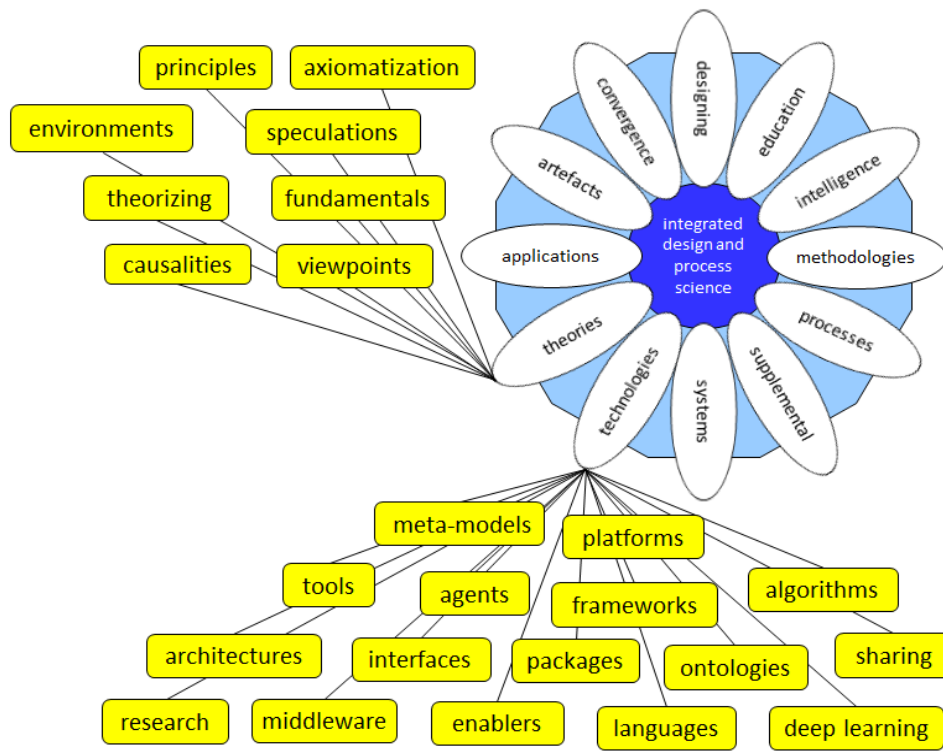 principles
axiomatization
environments
speculations
theorizing
fundamentals
causalities
viewpoints
designing
convergence
education
artefacts
intelligence
applications
integrated
design and
process
science
methodologies
theories
processes
technologies
systems
supplemental
meta-models
platforms
tools
agents
frameworks
algorithms
architectures
interfaces
packages
ontologies
sharing
research
middleware
enablers
languages
deep learning